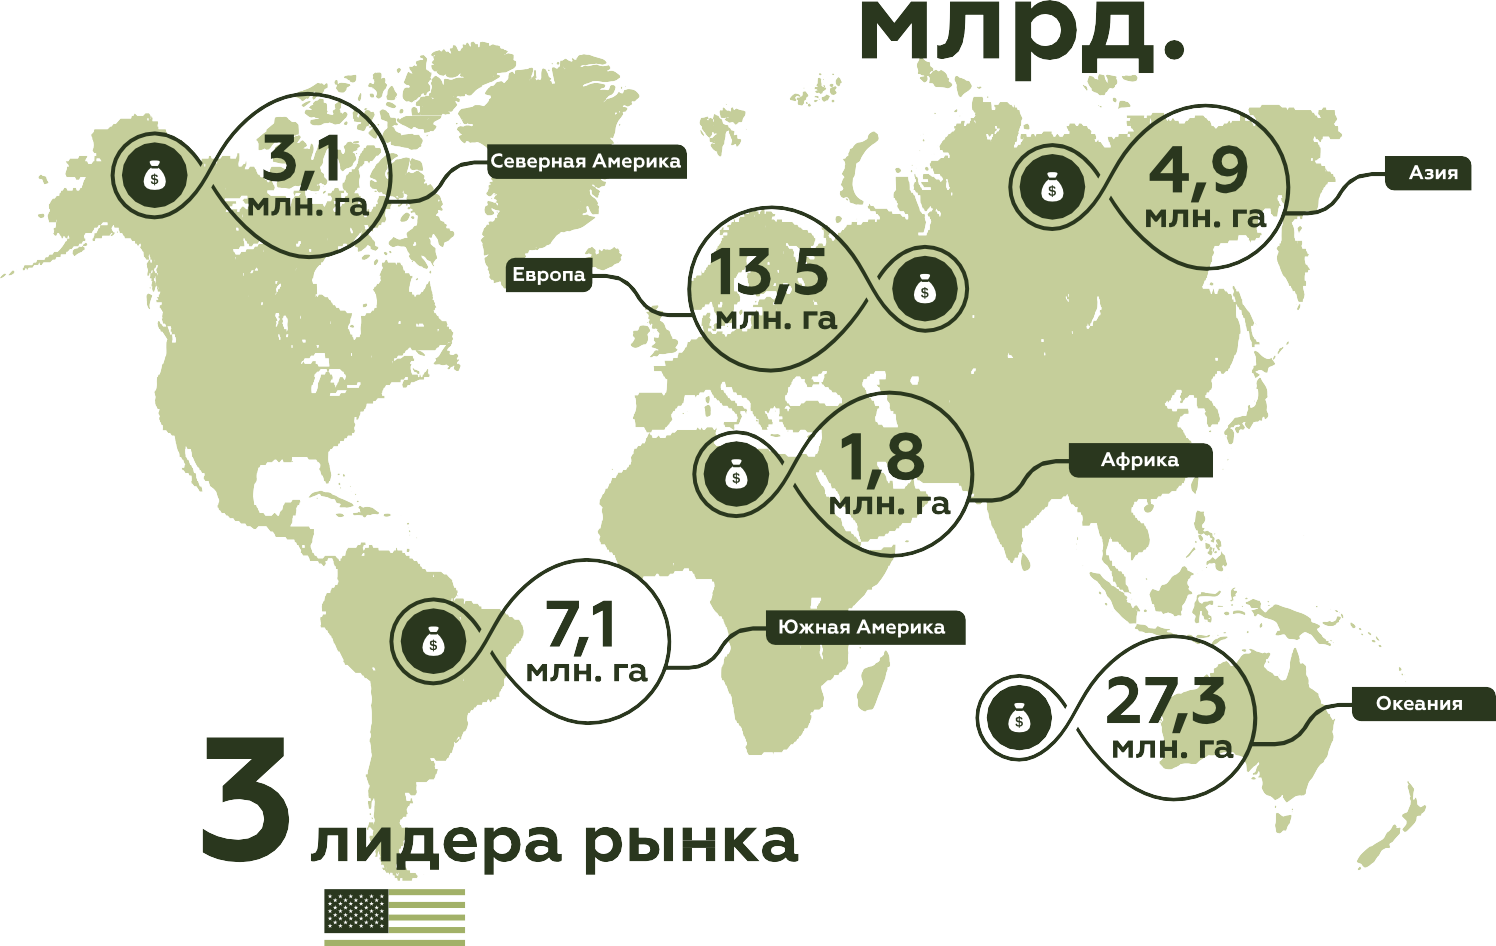 млрд.
3,1
млн. га
Северная Америка
4,9
млн. га
Азия
Европа
13,5
млн. га
1,8
млн. га
Африка
7,1
млн. га
Южная Америка
27,3
млн. га
Океания
3 лидера рынка